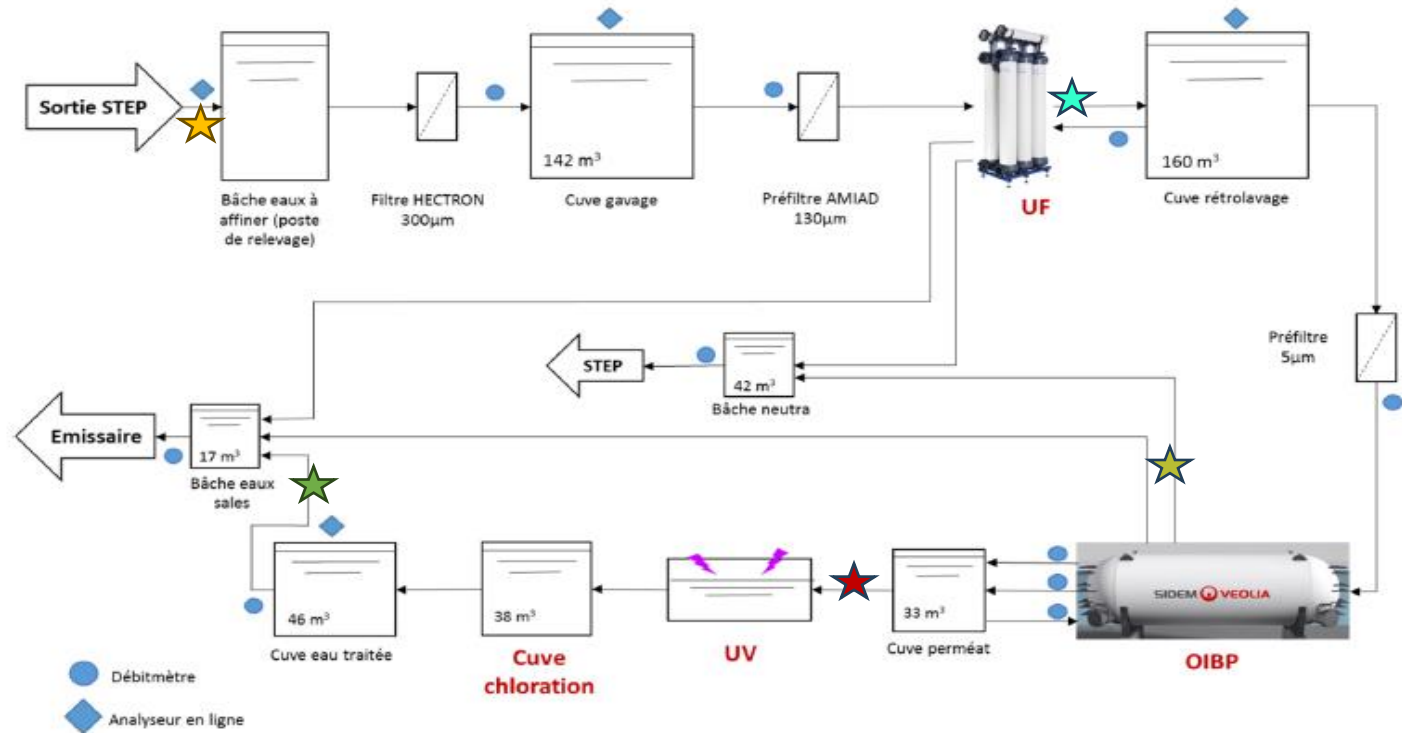 Sortie STEP
Bâche eaux à
affiner (poste
de relevage)
Filtre HECTRON
300µm
142 m³
Cuve gavage
Préfiltre AMIAD
130µm
UF
160 m³
Cuve rétrolavage
Préfiltre
5µm
STEP
42 m³
Bâche neutra
Emissaire
17 m³
Bâche eaux
sales
46 m³
Cuve eau traitée
38 m³
Cuve
chloration
UV
33 m³
Cuve perméat
SIDEM VEOLIA
OIBP
Débitmètre
Analyseur en ligne